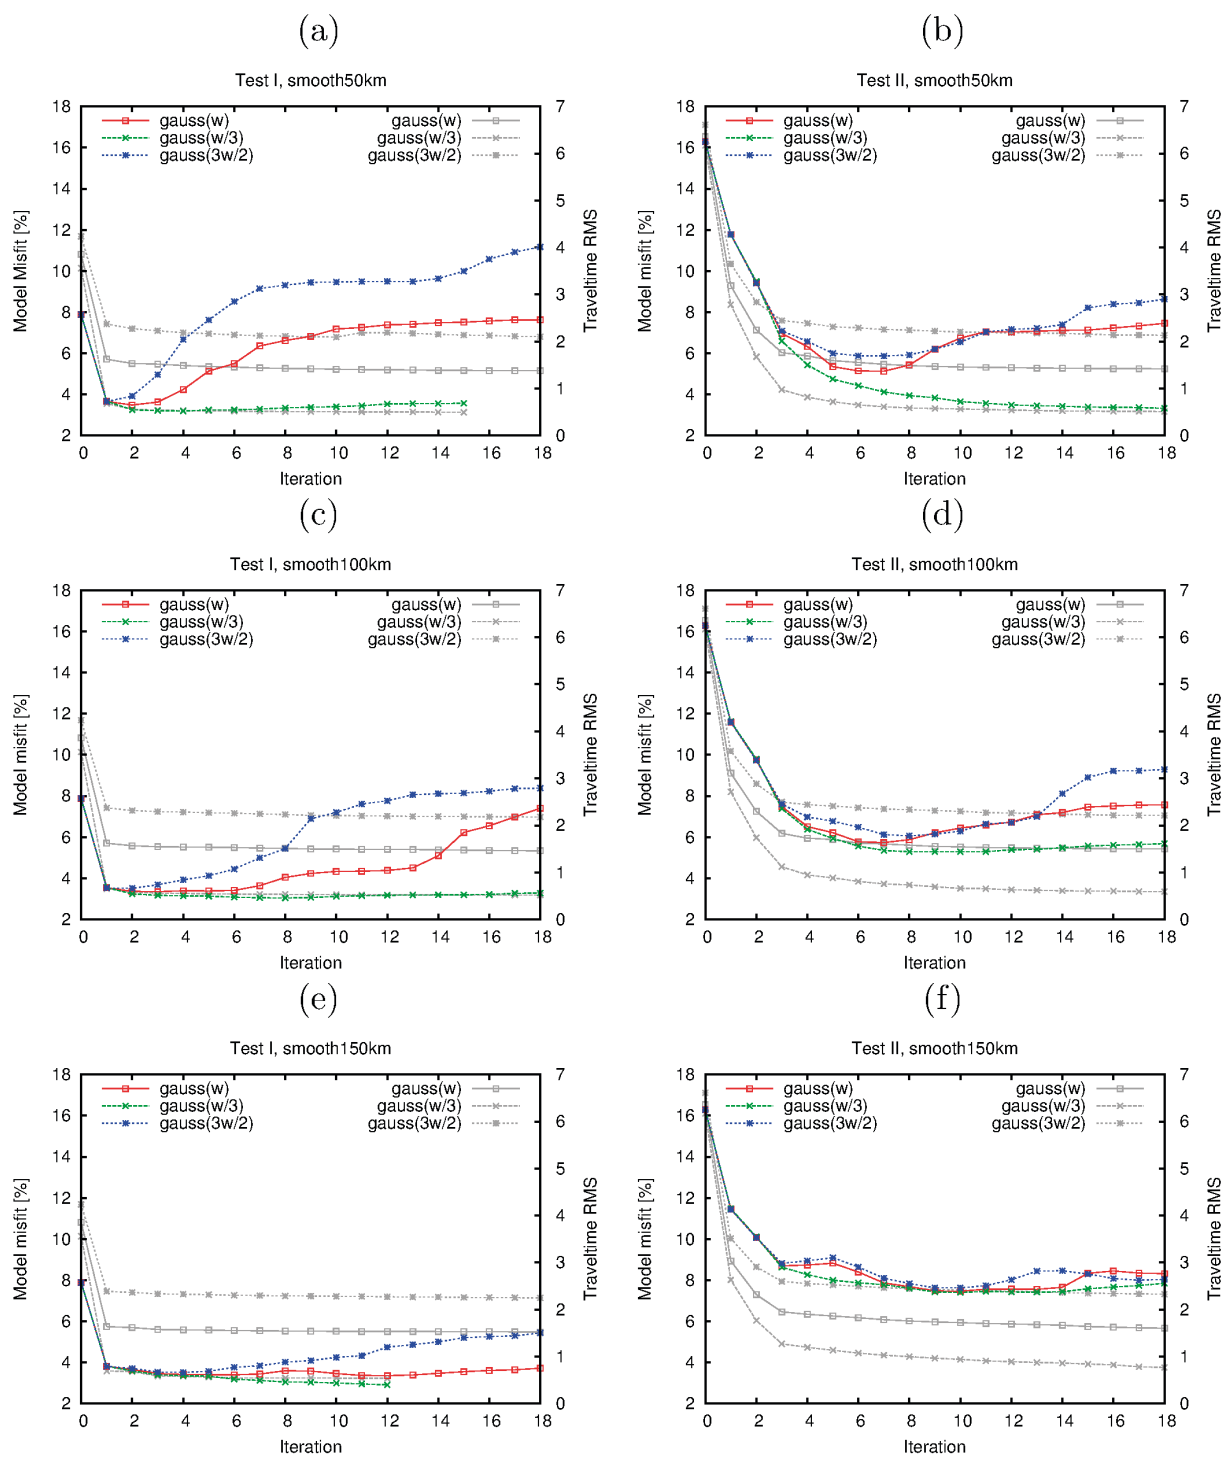 (a)
Test I, smooth50km
gauss(w)
gauss(w/3)
gauss(3w/2)
gauss(w)
gauss(w/3)
gauss(3w/2)
18
16
14
12
10
8
6
4
2
7
6
5
4
3
2
1
0
Model Misfit [%]
Traveltime RMS
0 2 4 6 8 10 12 14 16 18
Iteration
(b)
Test II, smooth50km
gauss(w)
gauss(w/3)
gauss(3w/2)
gauss(w)
gauss(w/3)
gauss(3w/2)
18
16
14
12
10
8
6
4
2
7
6
5
4
3
2
1
0
Model misfit [%]
Traveltime RMS
0 2 4 6 8 10 12 14 16 18
Iteration
(c)
Test I, smooth100km
gauss(w)
gauss(w/3)
gauss(3w/2)
gauss(w)
gauss(w/3)
gauss(3w/2)
18
16
14
12
10
8
6
4
2
7
6
5
4
3
2
1
0
Model misfit [%]
Traveltime RMS
0 2 4 6 8 10 12 14 16 18
Iteration
(d)
Test II, smooth100km
gauss(w)
gauss(w/3)
gauss(3w/2)
gauss(w)
gauss(w/3)
gauss(3w/2)
18
16
14
12
10
8
6
4
2
7
6
5
4
3
2
1
0
Model misfit [%]
Traveltime RMS
0 2 4 6 8 10 12 14 16 18
Iteration
(e)
Test I, smooth150km
gauss(w)
gauss(w/3)
gauss(3w/2)
gauss(w)
gauss(w/3)
gauss(3w/2)
18
16
14
12
10
8
6
4
2
7
6
5
4
3
2
1
0
Model misfit [%]
Traveltime RMS
0 2 4 6 8 10 12 14 16 18
Iteration
(f)
Test II, smooth150km
gauss(w)
gauss(w/3)
gauss(3w/2)
gauss(w)
gauss(w/3)
gauss(3w/2)
18
16
14
12
10
8
6
4
2
7
6
5
4
3
2
1
0
Model misfit [%]
Traveltime RMS
0 2 4 6 8 10 12 14 16 18
Iteration